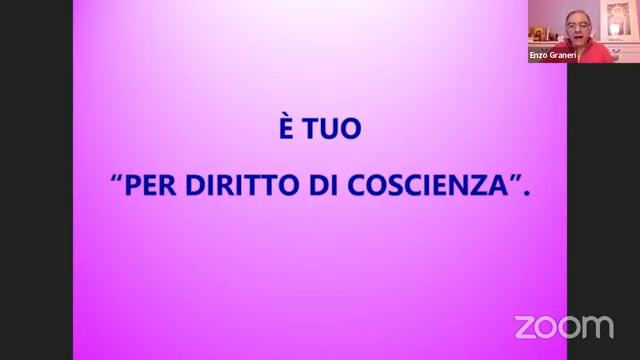 Enzo Graneri
È TUO
“PER DIRITTO DI COSCIENZA”.
zoom